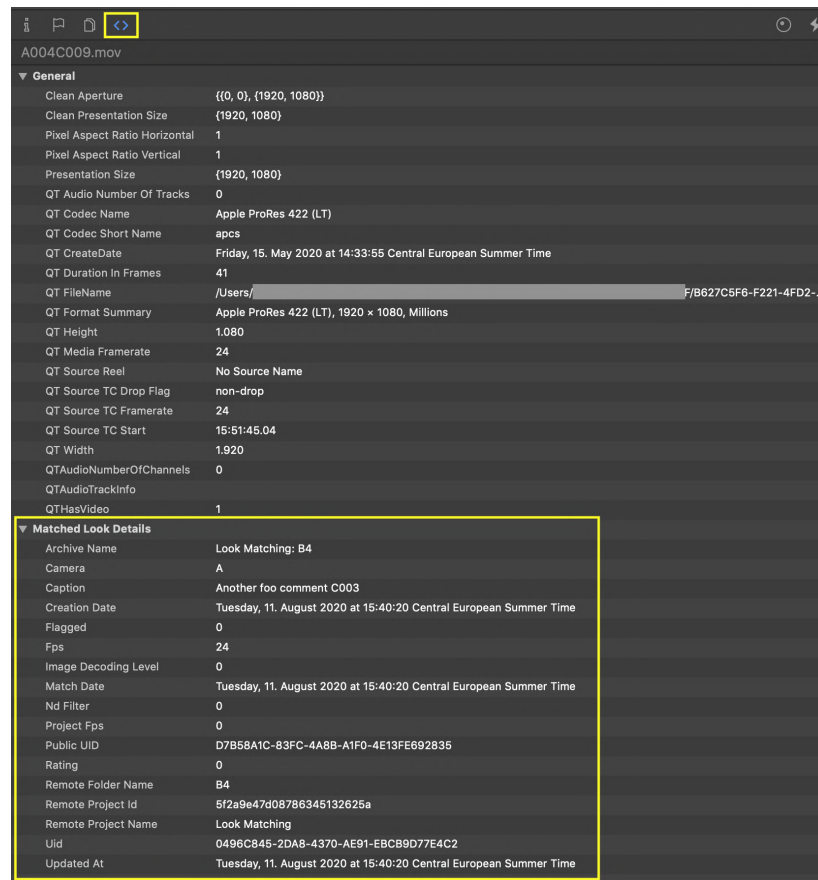 A004C009.mov
General
Clean Aperture {{0, 0}, {1920, 1080}}
Clean Presentation Size {1920, 1080}
Pixel Aspect Ratio Horizontal 1
Pixel Aspect Ratio Vertical 1
Presentation Size {1920, 1080}
QT Audio Number Of Tracks 0
QT Codec Name Apple ProRes 422 (LT)
QT Codec Short Name apcs
QT CreateDate Friday, 15. May 2020 at 14:33:55 Central European Summer Time
QT Duration In Frames 41
QT FileName /Users/ F/B627C5F6-F221-4FD2-...
QT Format Summary Apple ProRes 422 (LT), 1920 × 1080, Millions
QT Height 1.080
QT Media Framerate 24
QT Source Reel No Source Name
QT Source TC Drop Flag non-drop
QT Source TC Framerate 24
QT Source TC Start 15:51:45.04
QT Width 1.920
QTAudioNumberOfChannels 0
QTAudioTrackInfo
QTHasVideo 1
Matched Look Details
Archive Name Look Matching: B4
Camera A
Caption Another foo comment C003
Creation Date Tuesday, 11. August 2020 at 15:40:20 Central European Summer Time
Flagged 0
Fps 24
Image Decoding Level 0
Match Date Tuesday, 11. August 2020 at 15:40:20 Central European Summer Time
Nd Filter 0
Project Fps 0
Public UID D7B58A1C-83FC-4A8B-A1F0-4E13FE692835
Rating 0
Remote Folder Name B4
Remote Project Id 5f2a9e47d08786345132625a
Remote Project Name Look Matching
Uid 0496C845-2DA8-4370-AE91-EBCB9D77E4C2
Updated At Tuesday, 11. August 2020 at 15:40:20 Central European Summer Time